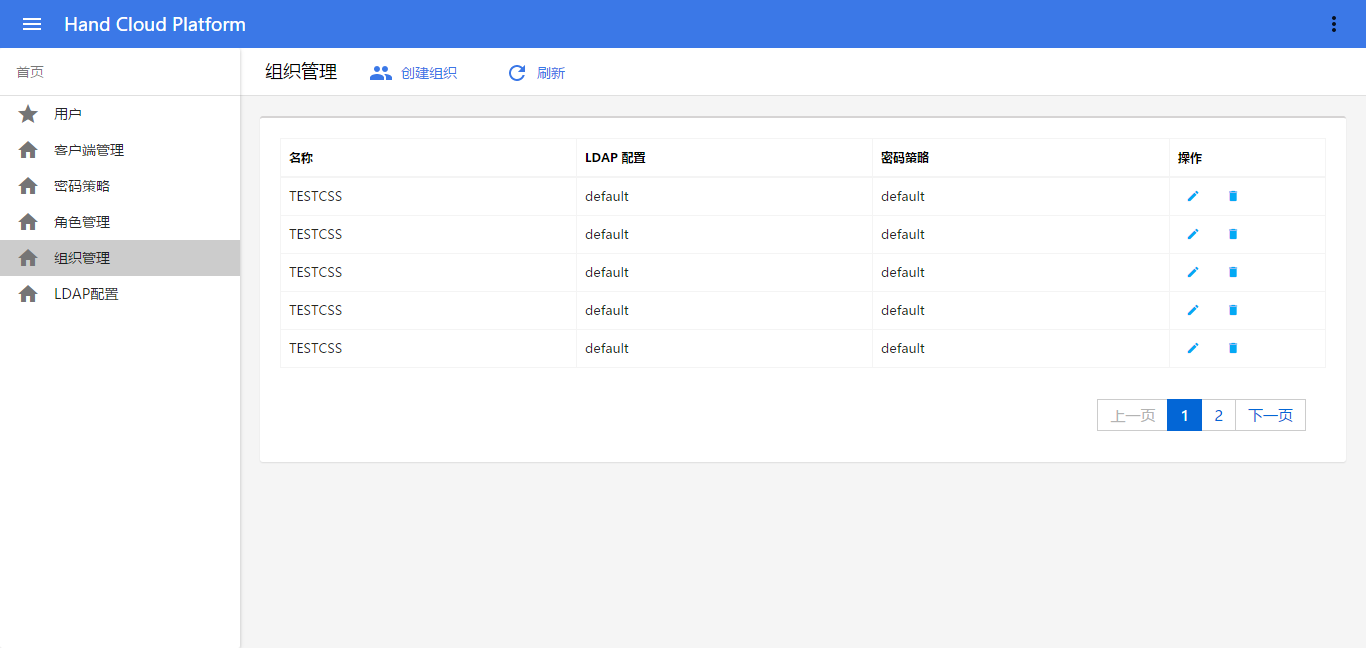 Hand Cloud Platform
首页
用户
客户端管理
密码策略
角色管理
组织管理
LDAP配置
组织管理 创建组织 刷新
名称 LDAP 配置 密码策略 操作
TESTCSS default default
TESTCSS default default
TESTCSS default default
TESTCSS default default
TESTCSS default default
上一页 1 2 下一页